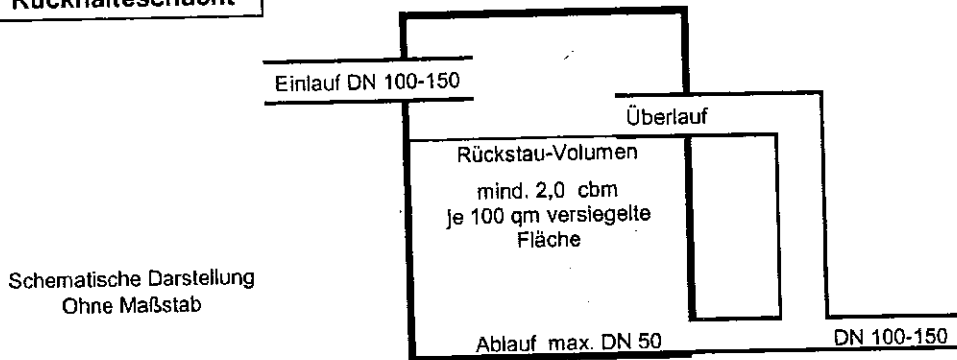 Rückhalteschacht
Einlauf DN 100-150
Überlauf
Rückstau-Volumen
mind. 2,0 cbm
je 100 qm versiegelte
Fläche
Schematische Darstellung
Ohne Maßstab
Ablauf max. DN 50
DN 100-150